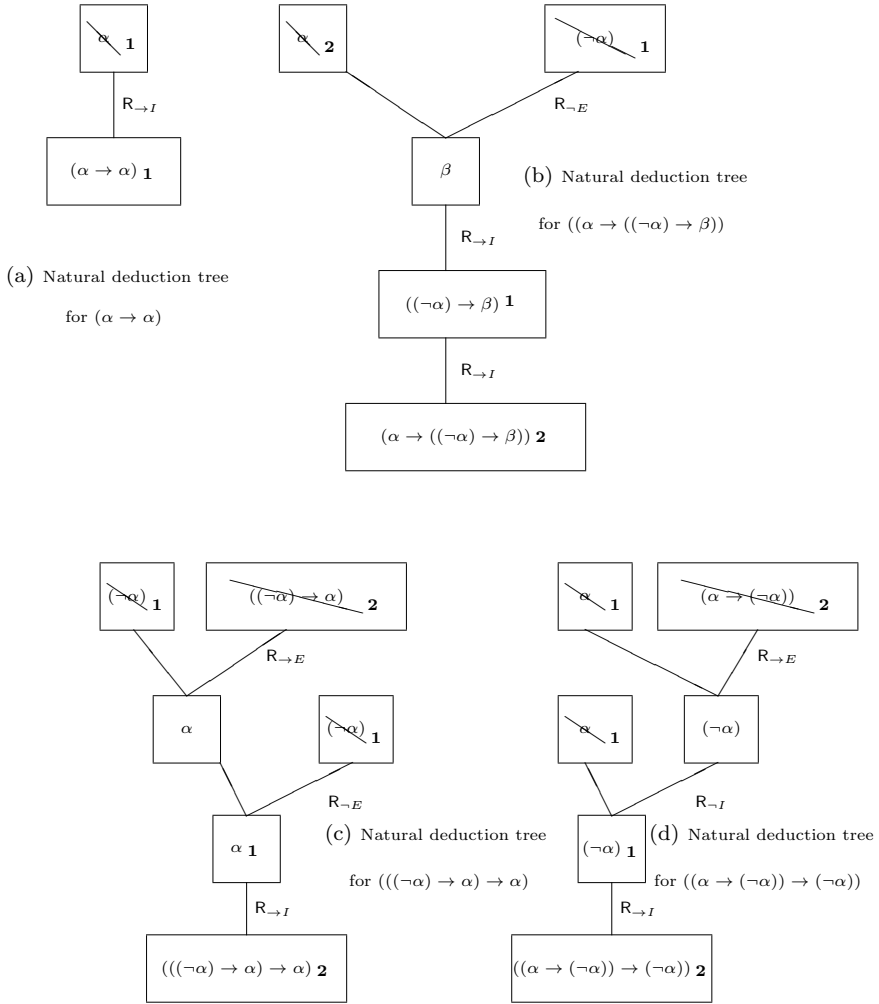 α 1
R→I
(α → α) 1
(a) Natural deduction tree
for (α → α)
α 2
(¬α) 1
R¬E
β
R→I
((¬α) → β) 1
R→I
(α → ((¬α) → β)) 2
(b) Natural deduction tree
for ((α → ((¬α) → β))
(¬α) 1
((¬α) → α) 2
R→E
α
(¬α) 1
R¬E
α 1
R→I
(((¬α) → α) → α) 2
(c) Natural deduction tree
for (((¬α) → α) → α)
α 1
(α → (¬α)) 2
R→E
α 1
(¬α)
R¬I
(¬α) 1
R→I
((α → (¬α)) → (¬α)) 2
(d) Natural deduction tree
for ((α → (¬α)) → (¬α))